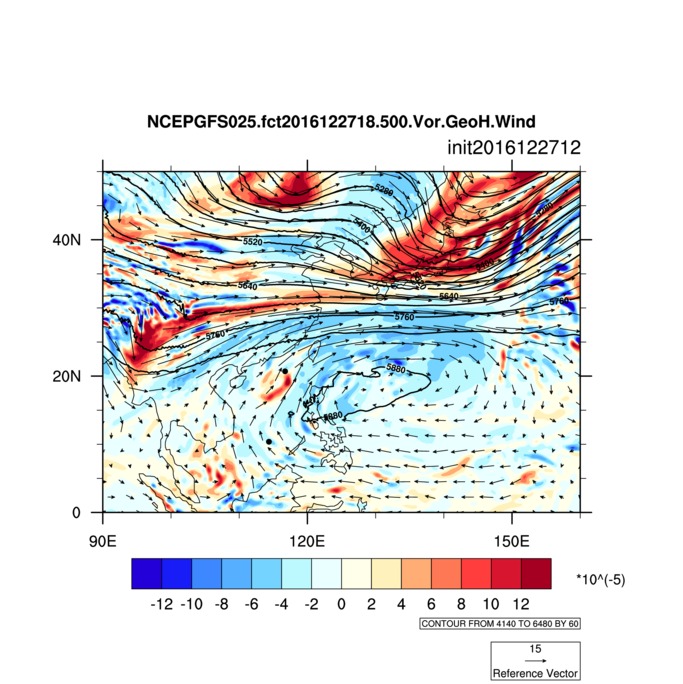 NCEPGFS025.fct2016122718.500.Vor.GeoH.Wind
init2016122712
5280
5400
5520
40N
5640
5640
5760
5760
5760
20N
5880
5880
0
90E 120E 150E
-12 -10 -8 -6 -4 -2 0 2 4 6 8 10 12
*10^(-5)
CONTOUR FROM 4140 TO 6480 BY 60
15
Reference Vector